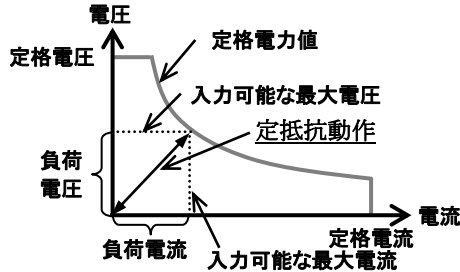 電圧
定格電圧
定格電力値
入力可能な最大電圧
定抵抗動作
負荷
電圧
電流
定格電流
負荷電流
入力可能な最大電流